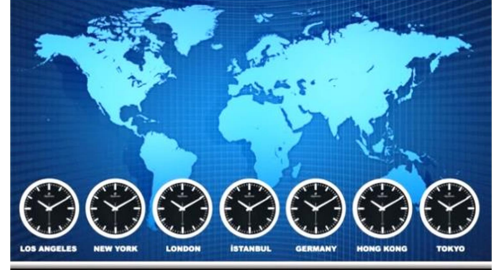 LOS ANGELES
NEW YORK
LONDON
İSTANBUL
GERMANY
HONG KONG
TOKYO